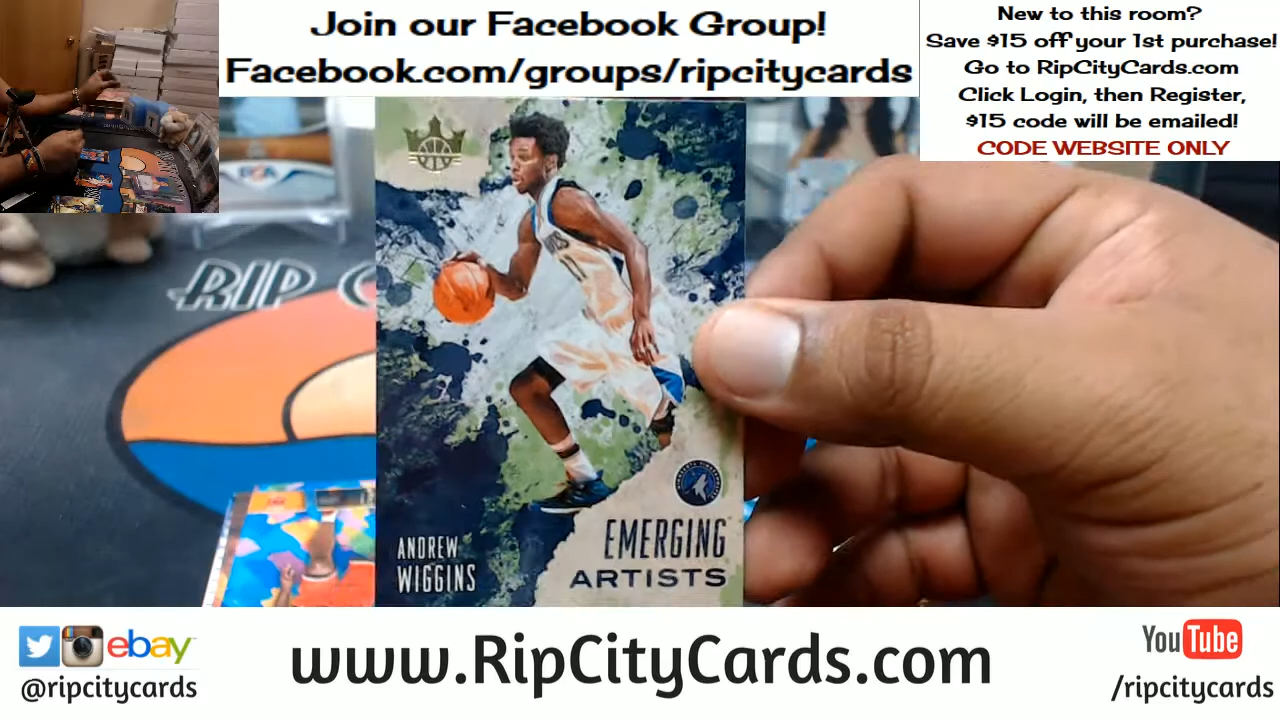 Join our Facebook Group!
Facebook.com/groups/ripcitycards
New to this room?
Save $15 off your 1st purchase!
Go to RipCityCards.com
Click Login, then Register,
$15 code will be emailed!
CODE WEBSITE ONLY
RIP C
ANDREW
WIGGINS
EMERGING
ARTISTS
ebay
@ripcitycards
www.RipCityCards.com
YouTube
/ripcitycards